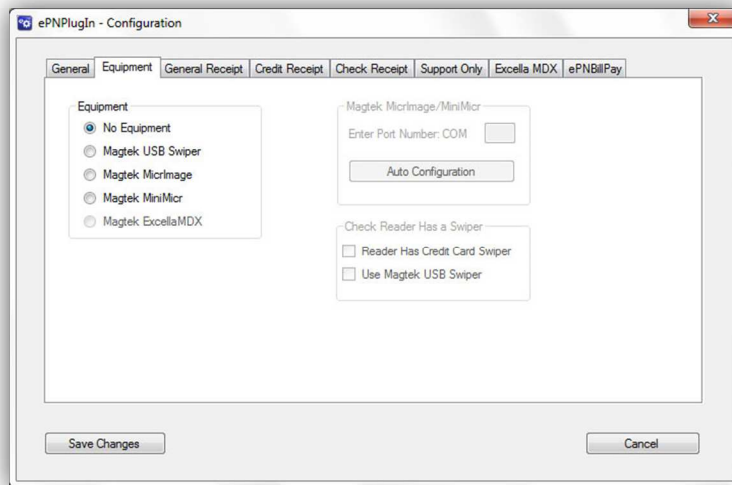 ePNPlugIn - Configuration
General Equipment General Receipt Credit Receipt Check Receipt Support Only Excella MDX ePNBillPay
Equipment
No Equipment
Magtek USB Swiper
Magtek MicrImage
Magtek MiniMicr
Magtek ExcellaMDX
Magtek MicrImage/MiniMicr
Enter Port Number: COM
Auto Configuration
Check Reader Has a Swiper
Reader Has Credit Card Swiper
Use Magtek USB Swiper
Save Changes Cancel